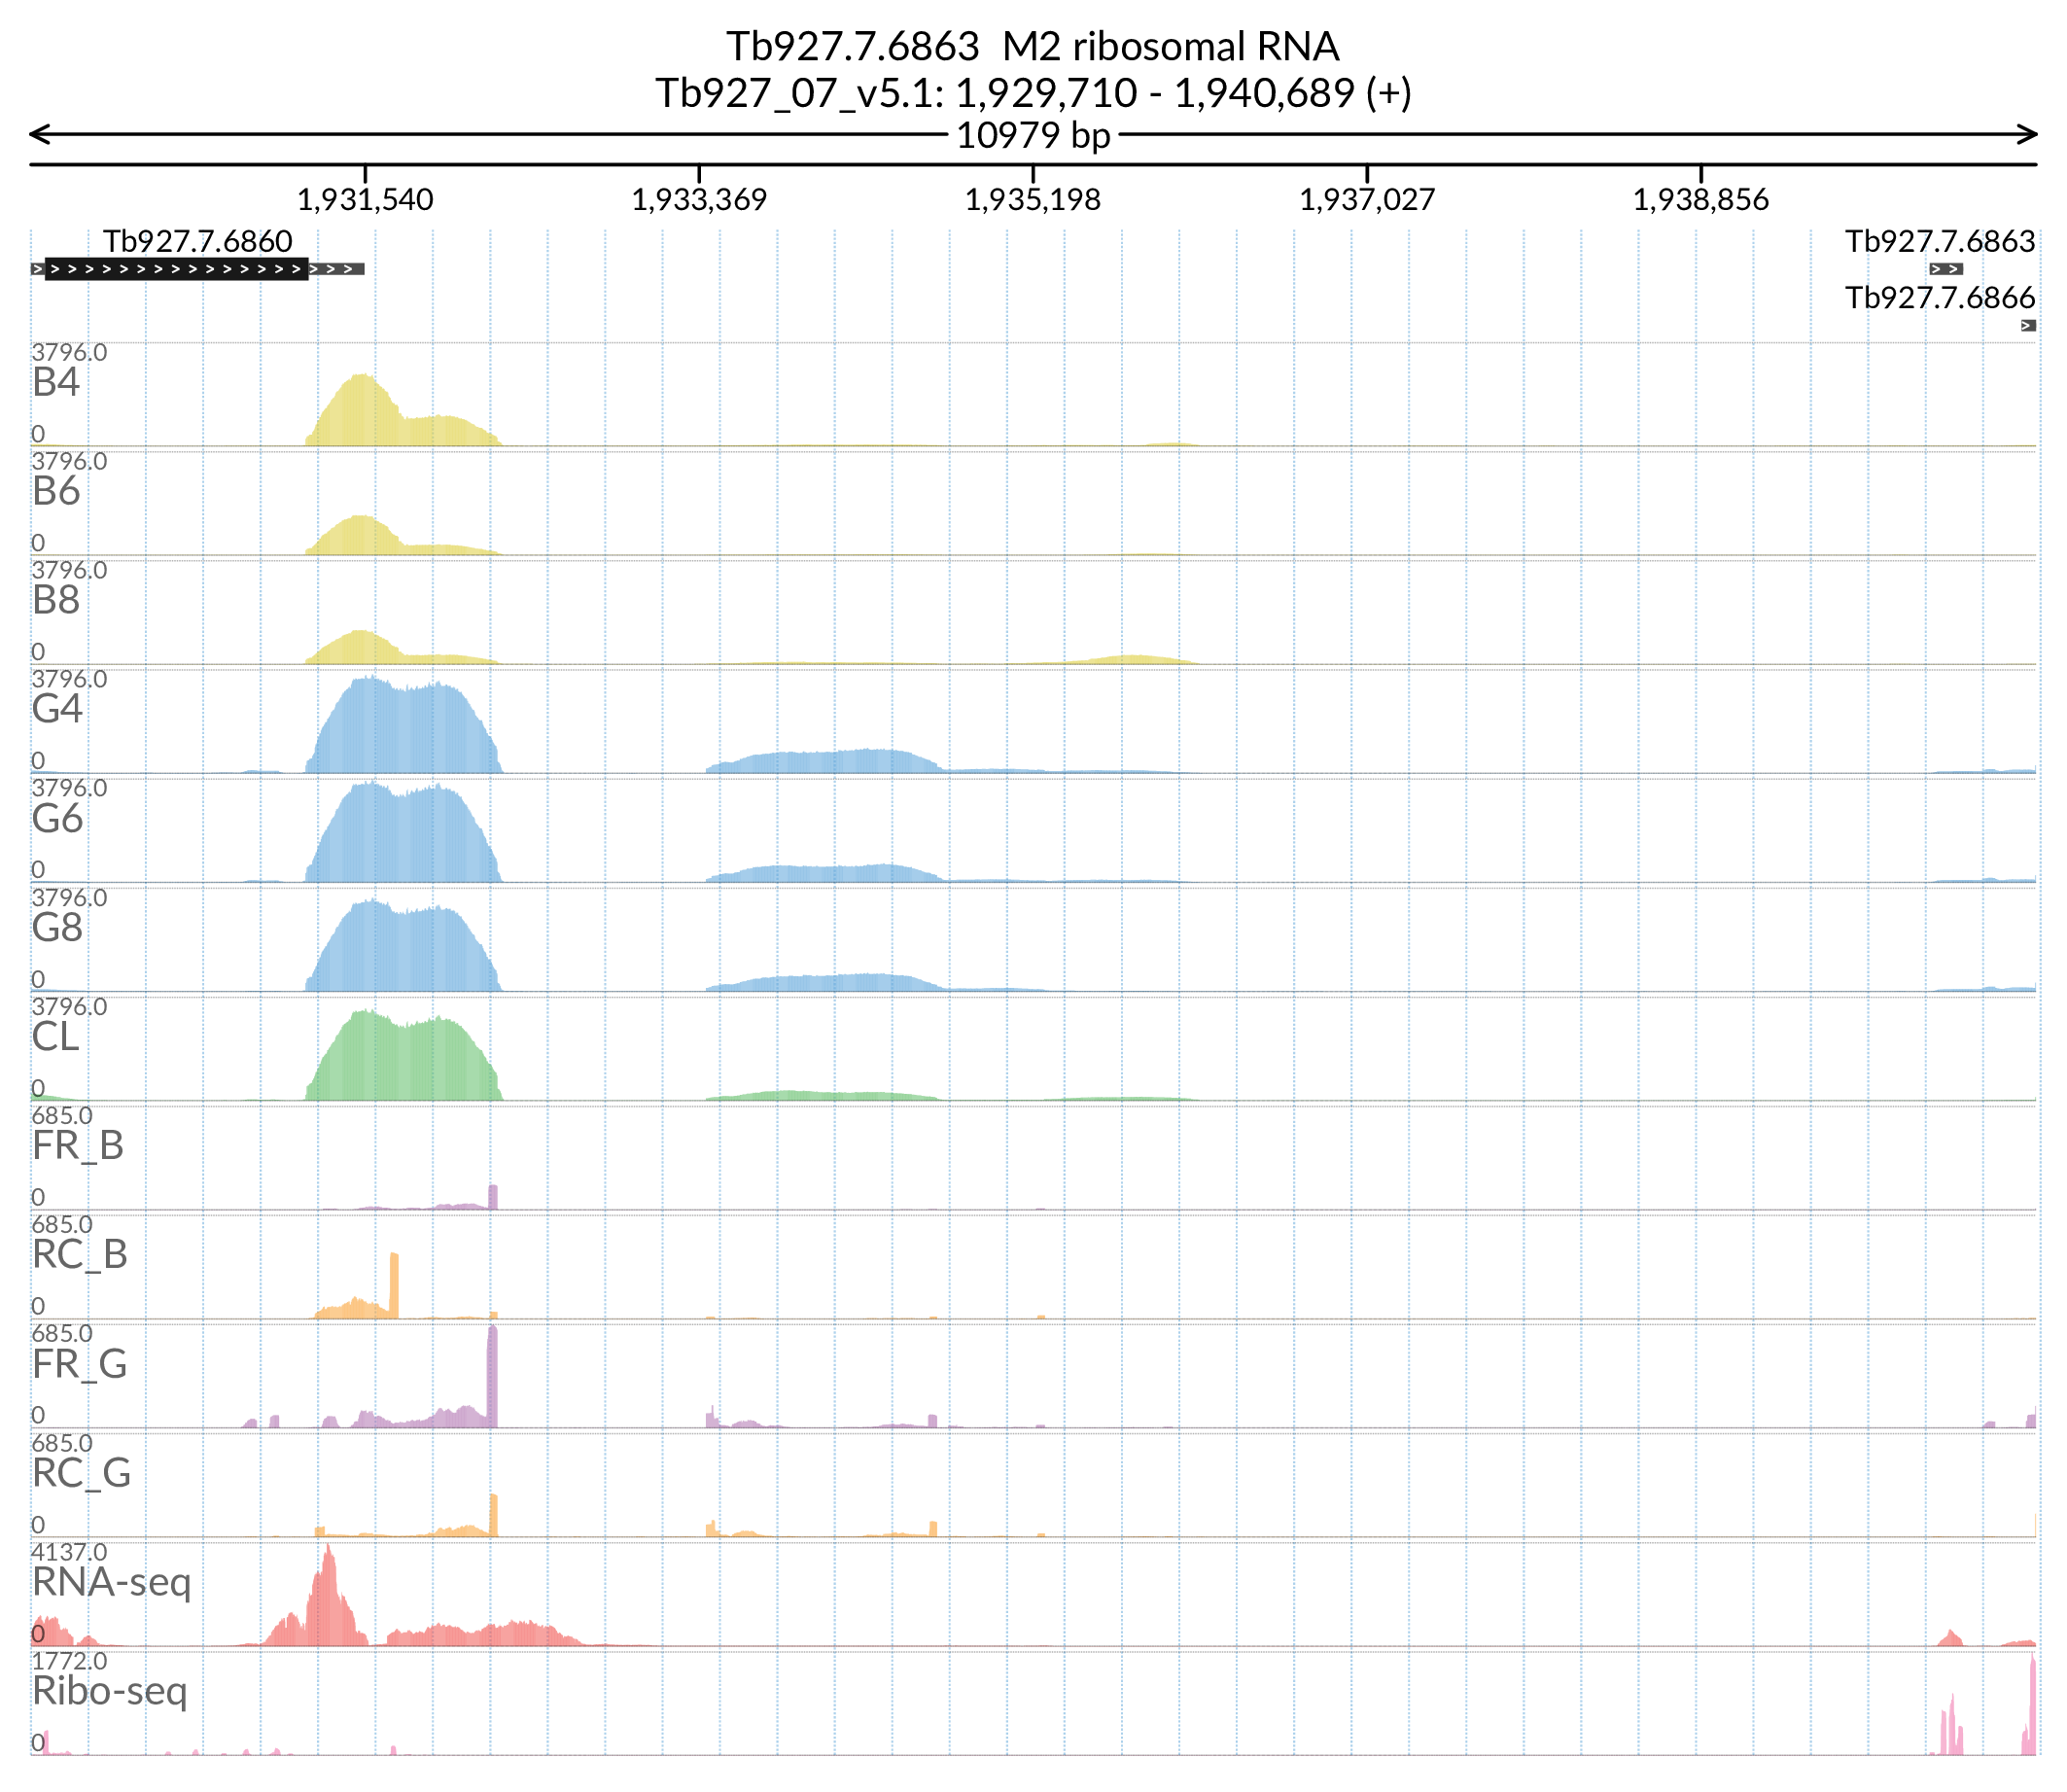 Tb927.7.6863 M2 ribosomal RNA
Tb927_07_v5.1: 1,929,710 - 1,940,689 (+)
10979 bp
1,931,540 1,933,369 1,935,198 1,937,027 1,938,856
Tb927.7.6860 Tb927.7.6863
Tb927.7.6866
3796.0
B4
0
3796.0
B6
0
3796.0
B8
0
3796.0
G4
0
3796.0
G6
0
3796.0
G8
0
3796.0
CL
0
685.0
FR_B
0
685.0
RC_B
0
685.0
FR_G
0
685.0
RC_G
0
4137.0
RNA-seq
0
1772.0
Ribo-seq
0